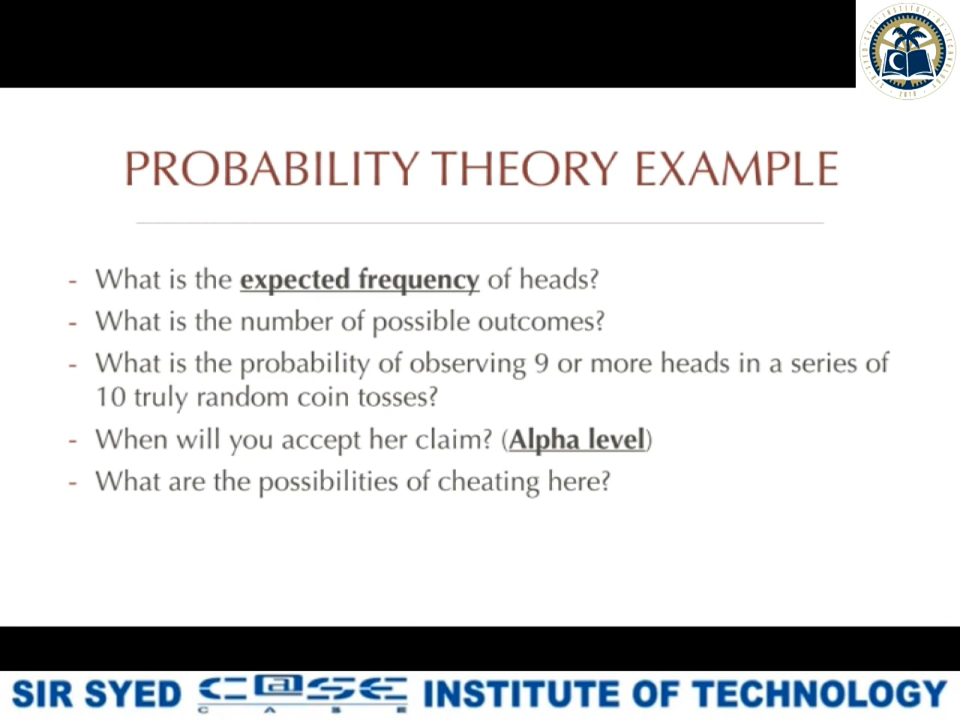 PROBABILITY THEORY EXAMPLE
- What is the expected frequency of heads?
- What is the number of possible outcomes?
- What is the probability of observing 9 or more heads in a series of
10 truly random coin tosses?
- When will you accept her claim? (Alpha level)
- What are the possibilities of cheating here?
SIR SYED C@SE INSTITUTE OF TECHNOLOGY
C A S E